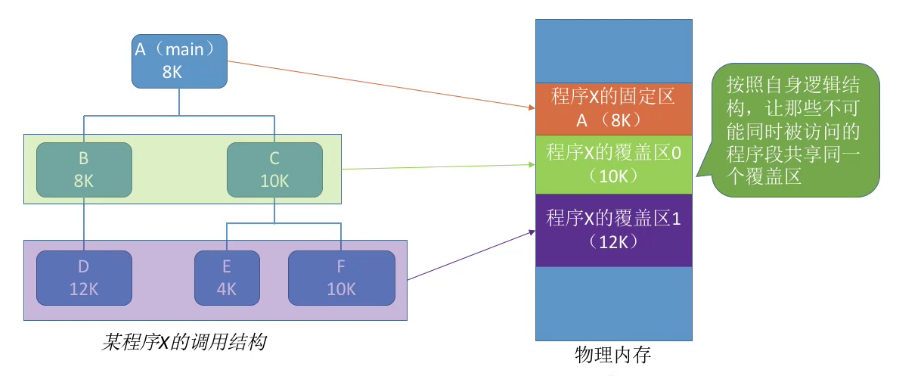 A（main）
8K
B
8K
C
10K
D
12K
E
4K
F
10K
某程序X的调用结构
程序X的固定区
A （8K）
程序X的覆盖区0
（10K）
程序X的覆盖区1
（12K）
物理内存
按照自身逻辑结
构，让那些不可
能同时被访问的
程序段共享同一
个覆盖区